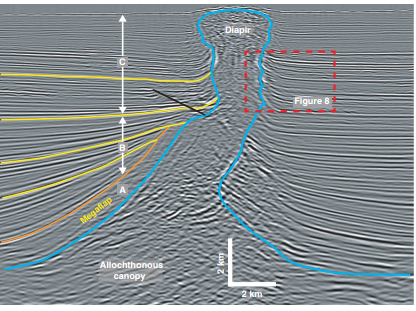 Diapir
C
Figure 8
B
A
Megaflap
Allochthonous
canopy
2 km
2 km